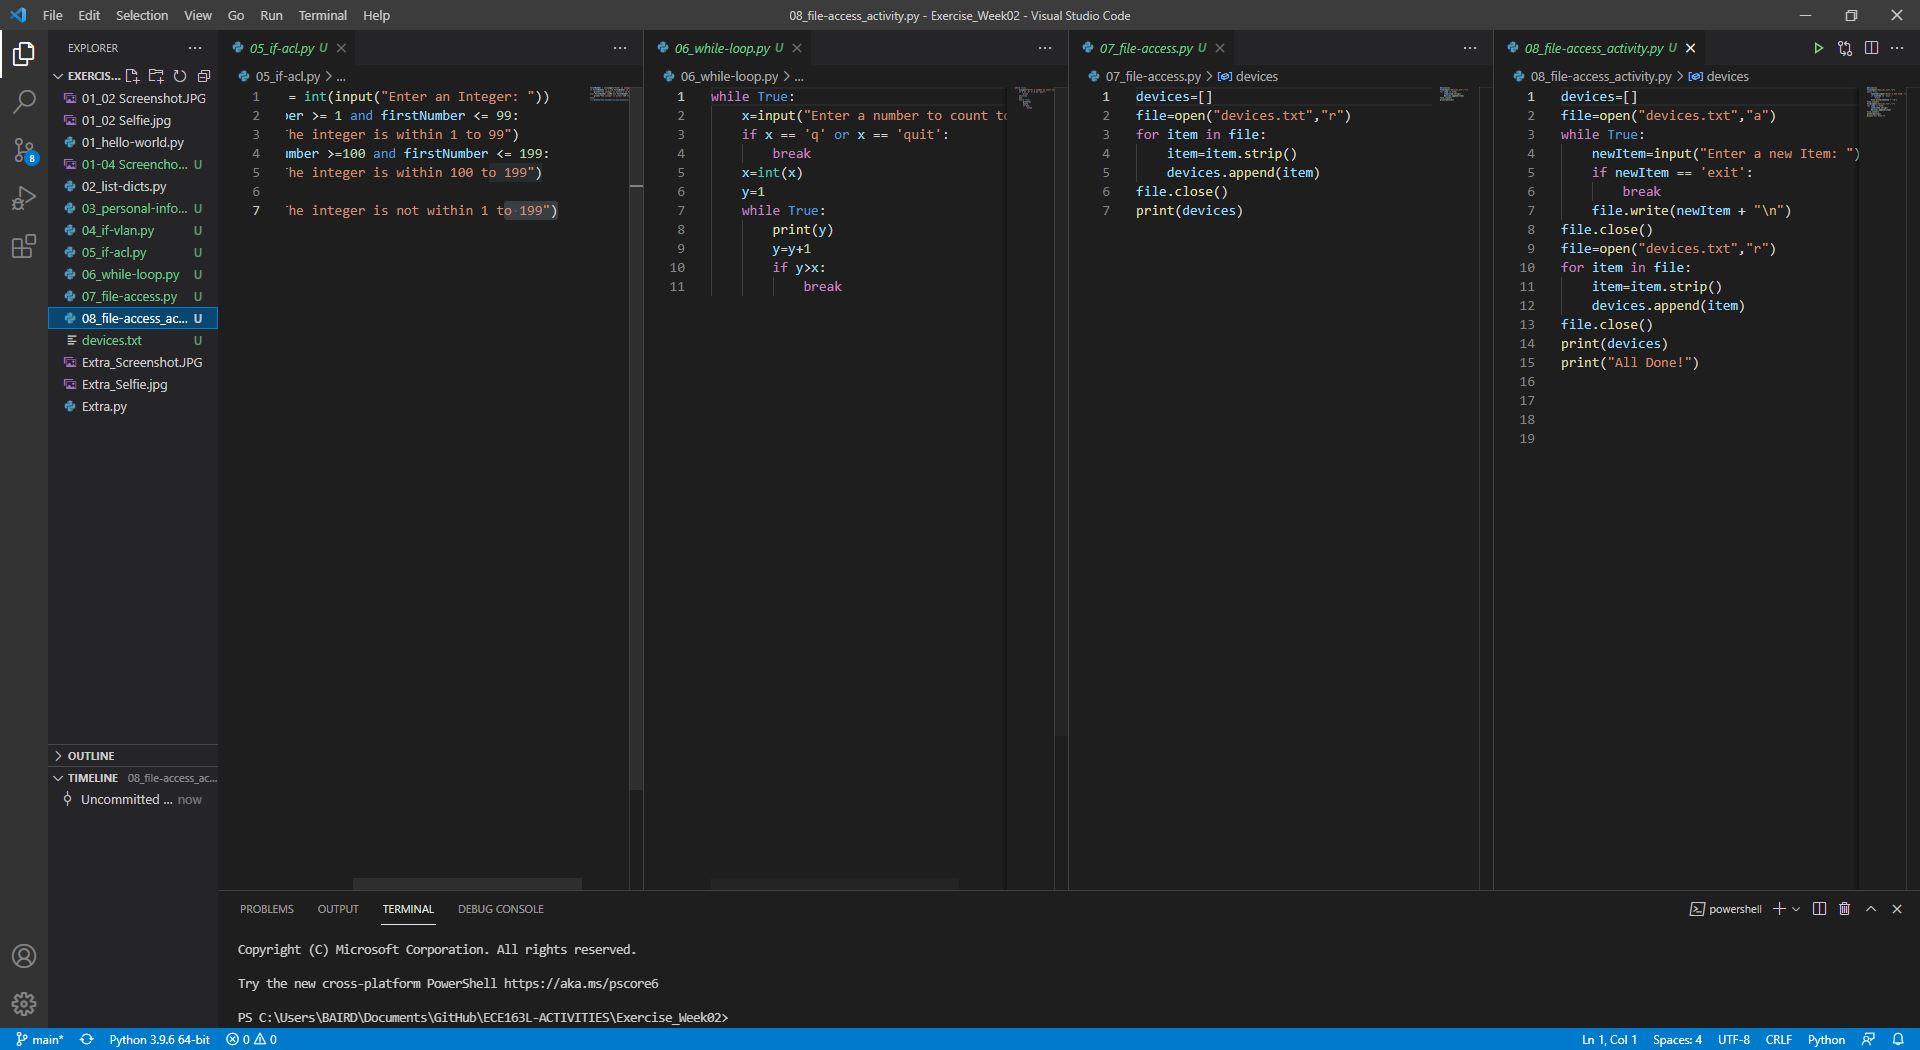 File Edit Selection View Go Run Terminal Help
08_file-access_activity.py - Exercise_Week02 - Visual Studio Code
EXPLORER
EXERCIS...
01_02 Screenshot.JPG
01_02 Selfie.jpg
01_hello-world.py
01-04 Screencho... U
02_list-dicts.py
03_personal-info... U
04_if-vlan.py U
05_if-acl.py U
06_while-loop.py U
07_file-access.py U
08_file-access_ac... U
devices.txt U
Extra_Screenshot.JPG
Extra_Selfie.jpg
Extra.py
8
OUTLINE
TIMELINE 08_file-access_ac...
Uncommitted ... now
05_if-acl.py U
05_if-acl.py > ...
1 = int(input("Enter an Integer: "))
2 ber >= 1 and firstNumber <= 99:
3 The integer is within 1 to 99")
4 umber >=100 and firstNumber <= 199:
5 The integer is within 100 to 199")
6
7 The integer is not within 1 to 199")
06_while-loop.py U
06_while-loop.py > ...
1 while True:
2 x=input("Enter a number to count to
3 if x == 'q' or x == 'quit':
4 break
5 x=int(x)
6 y=1
7 while True:
8 print(y)
9 y=y+1
10 if y>x:
11 break
07_file-access.py U
07_file-access.py > devices
1 devices=[]
2 file=open("devices.txt","r")
3 for item in file:
4 item=item.strip()
5 devices.append(item)
6 file.close()
7 print(devices)
08_file-access_activity.py U
08_file-access_activity.py > devices
1 devices=[]
2 file=open("devices.txt","a")
3 while True:
4 newItem=input("Enter a new Item: ")
5 if newItem == 'exit':
6 break
7 file.write(newItem + "\n")
8 file.close()
9 file=open("devices.txt","r")
10 for item in file:
11 item=item.strip()
12 devices.append(item)
13 file.close()
14 print(devices)
15 print("All Done!")
16
17
18
19
PROBLEMS OUTPUT TERMINAL DEBUG CONSOLE
powershell
Copyright (C) Microsoft Corporation. All rights reserved.
Try the new cross-platform PowerShell https://aka.ms/pscore6
PS C:\Users\BAIRD\Documents\GitHub\ECE163L-ACTIVITIES\Exercise_Week02>
main* Python 3.9.6 64-bit 0 0
Ln 1, Col 1 Spaces: 4 UTF-8 CRLF Python